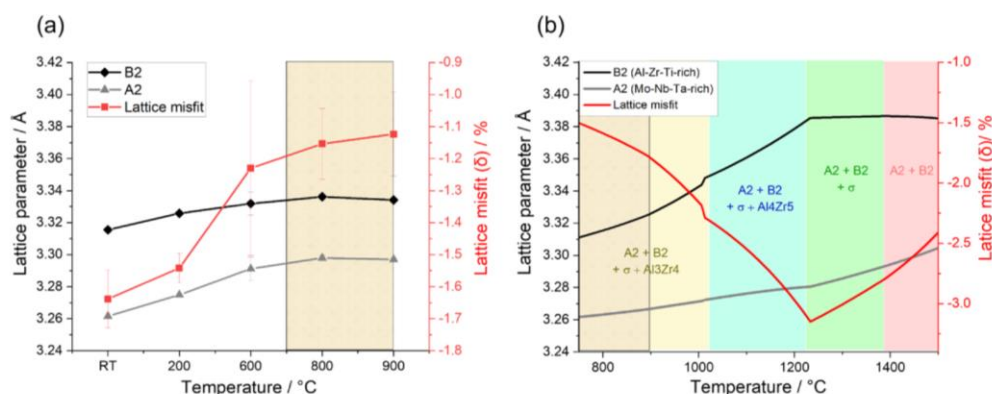 (a)
3.42
3.40
3.38
3.36
3.34
3.32
3.30
3.28
3.26
3.24
Lattice parameter / Å
B2
A2
Lattice misfit
-0.9
-1.0
-1.1
-1.2
-1.3
-1.4
-1.5
-1.6
-1.7
-1.8
Lattice misfit (δ) / %
RT 200 600 800 900
Temperature / °C
(b)
3.42
3.40
3.38
3.36
3.34
3.32
3.30
3.28
3.26
3.24
Lattice parameter / Å
B2 (Al-Zr-Ti-rich)
A2 (Mo-Nb-Ta-rich)
Lattice misfit
A2 + B2
+ σ + Al3Zr4
A2 + B2
+ σ + Al4Zr5
A2 + B2
+ σ
A2 + B2
-1.0
-1.5
-2.0
-2.5
-3.0
Lattice misfit (δ) / %
800 1000 1200 1400
Temperature / °C